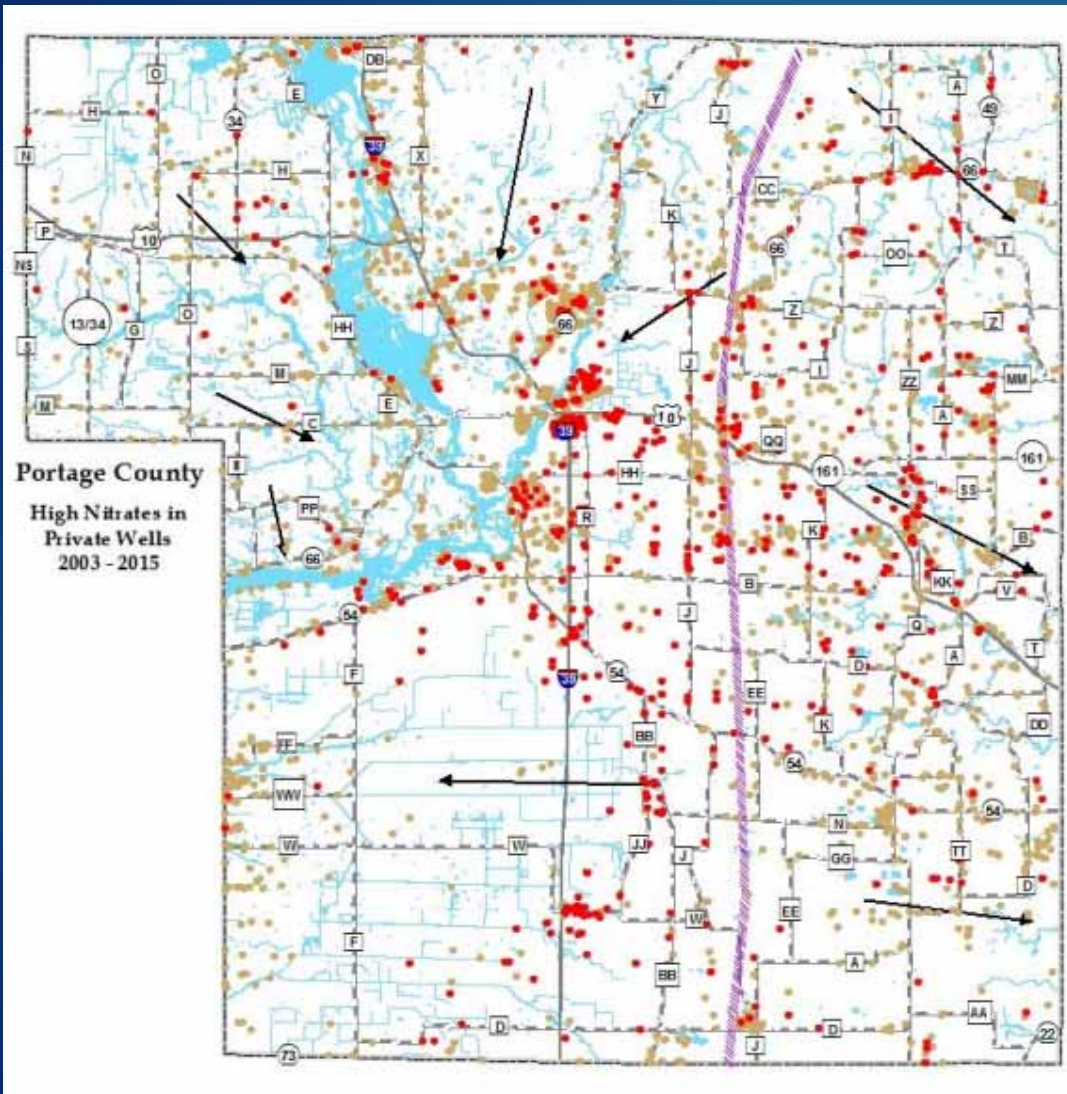 DB
O
E
A
H
Y
J
I
49
34
39
N
X
H
66
CC
K
P
10
66
OO
T
NS
13/34
G
O
HH
66
Z
Z
S
J
I
M
ZZ
MM
M
E
A
C
10
39
QQ
Portage County
High Nitrates in
Private Wells
2003 - 2015
161
161
HH
SS
PP
R
K
B
66
B
KK
V
54
J
Q
F
D
A
T
54
39
EE
BB
K
DD
FF
54
WW
54
N
W
W
JJ
J
GG
TT
D
EE
W
F
A
BB
AA
D
D
22
73
J